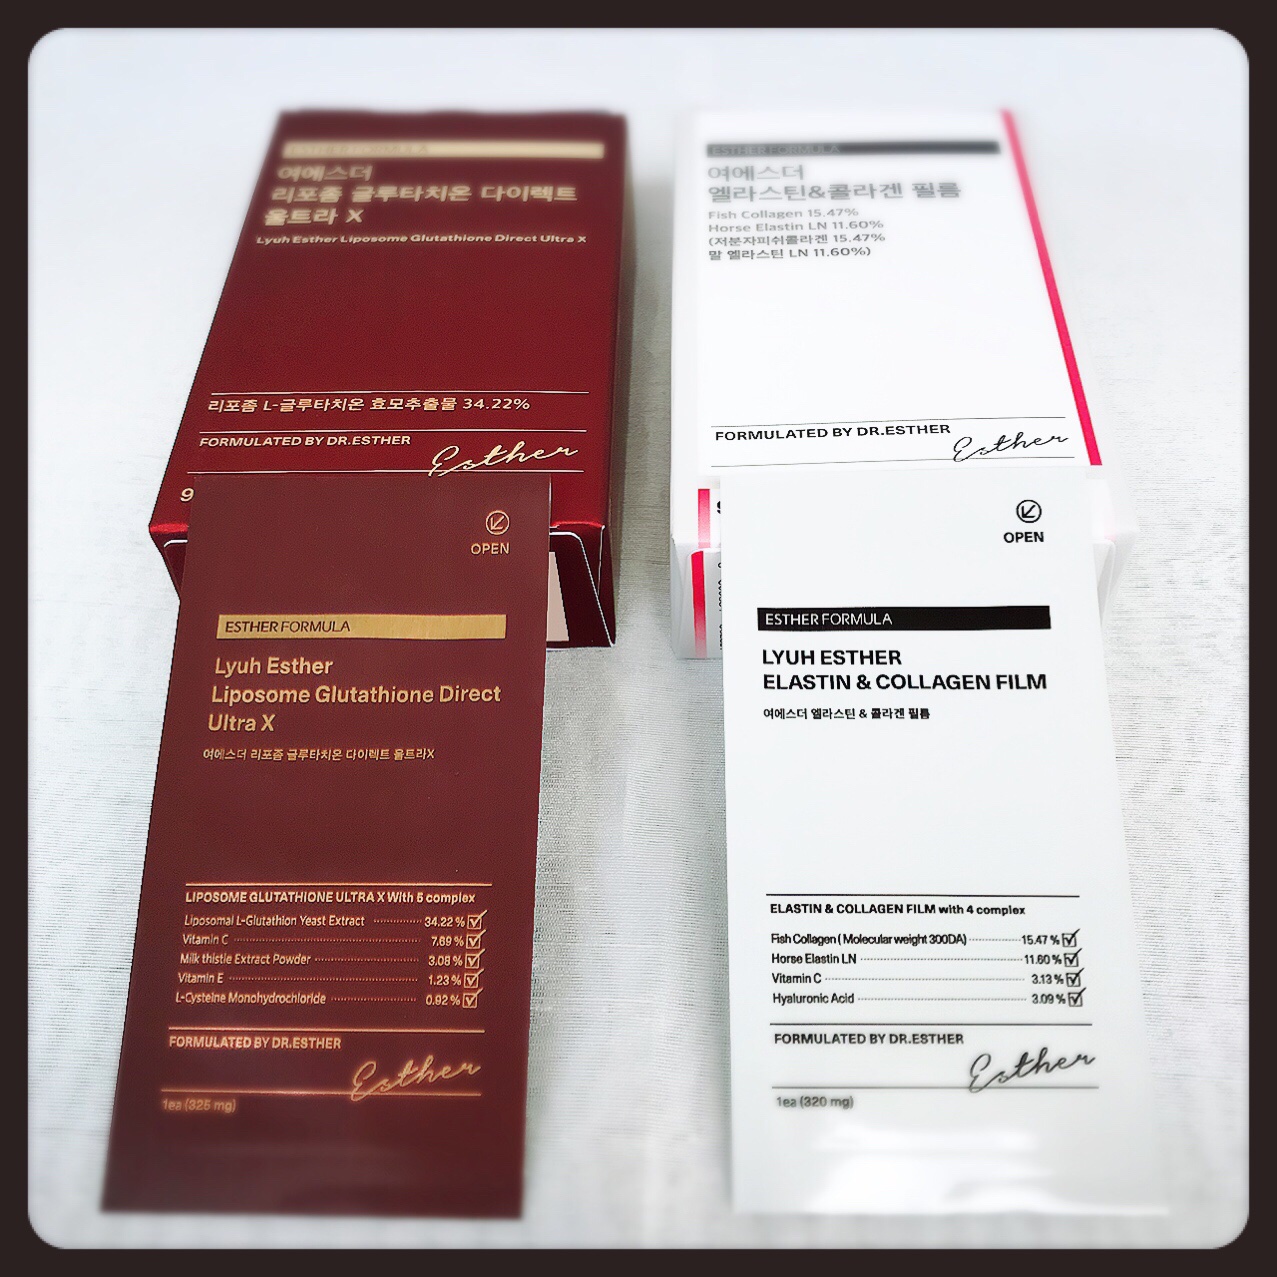 ESTHER FORMULA
여에스더
리포좀 글루타치온 다이렉트
울트라 X
Lyuh Esther Liposome Glutathione Direct Ultra X
리포좀 L-글루타치온 효모추출물 34.22%
FORMULATED BY DR.ESTHER
Esther
9
ESTHER FORMULA
여에스더
엘라스틴&콜라겐 필름
Fish Collagen 15.47%
Horse Elastin LN 11.60%
(저분자피쉬콜라겐 15.47%
말 엘라스틴 LN 11.60%)
FORMULATED BY DR.ESTHER
Esther
OPEN
ESTHER FORMULA
Lyuh Esther
Liposome Glutathione Direct
Ultra X
여에스더 리포좀 글루타치온 다이렉트 울트라X
LIPOSOME GLUTATHIONE ULTRA X With 5 complex
Liposomal L-Glutathion Yeast Extract 34.22 %
Vitamin C 7.69 %
Milk thistle Extract Powder 3.08 %
Vitamin E 1.23 %
L-Cysteine Monohydrochloride 0.92 %
FORMULATED BY DR.ESTHER
Esther
1ea (325 mg)
OPEN
ESTHER FORMULA
LYUH ESTHER
ELASTIN & COLLAGEN FILM
여에스더 엘라스틴 & 콜라겐 필름
ELASTIN & COLLAGEN FILM with 4 complex
Fish Collagen ( Molecular weight 300DA) 15.47 %
Horse Elastin LN 11.60 %
Vitamin C 3.13 %
Hyaluronic Acid 3.09 %
FORMULATED BY DR.ESTHER
Esther
1ea (320 mg)